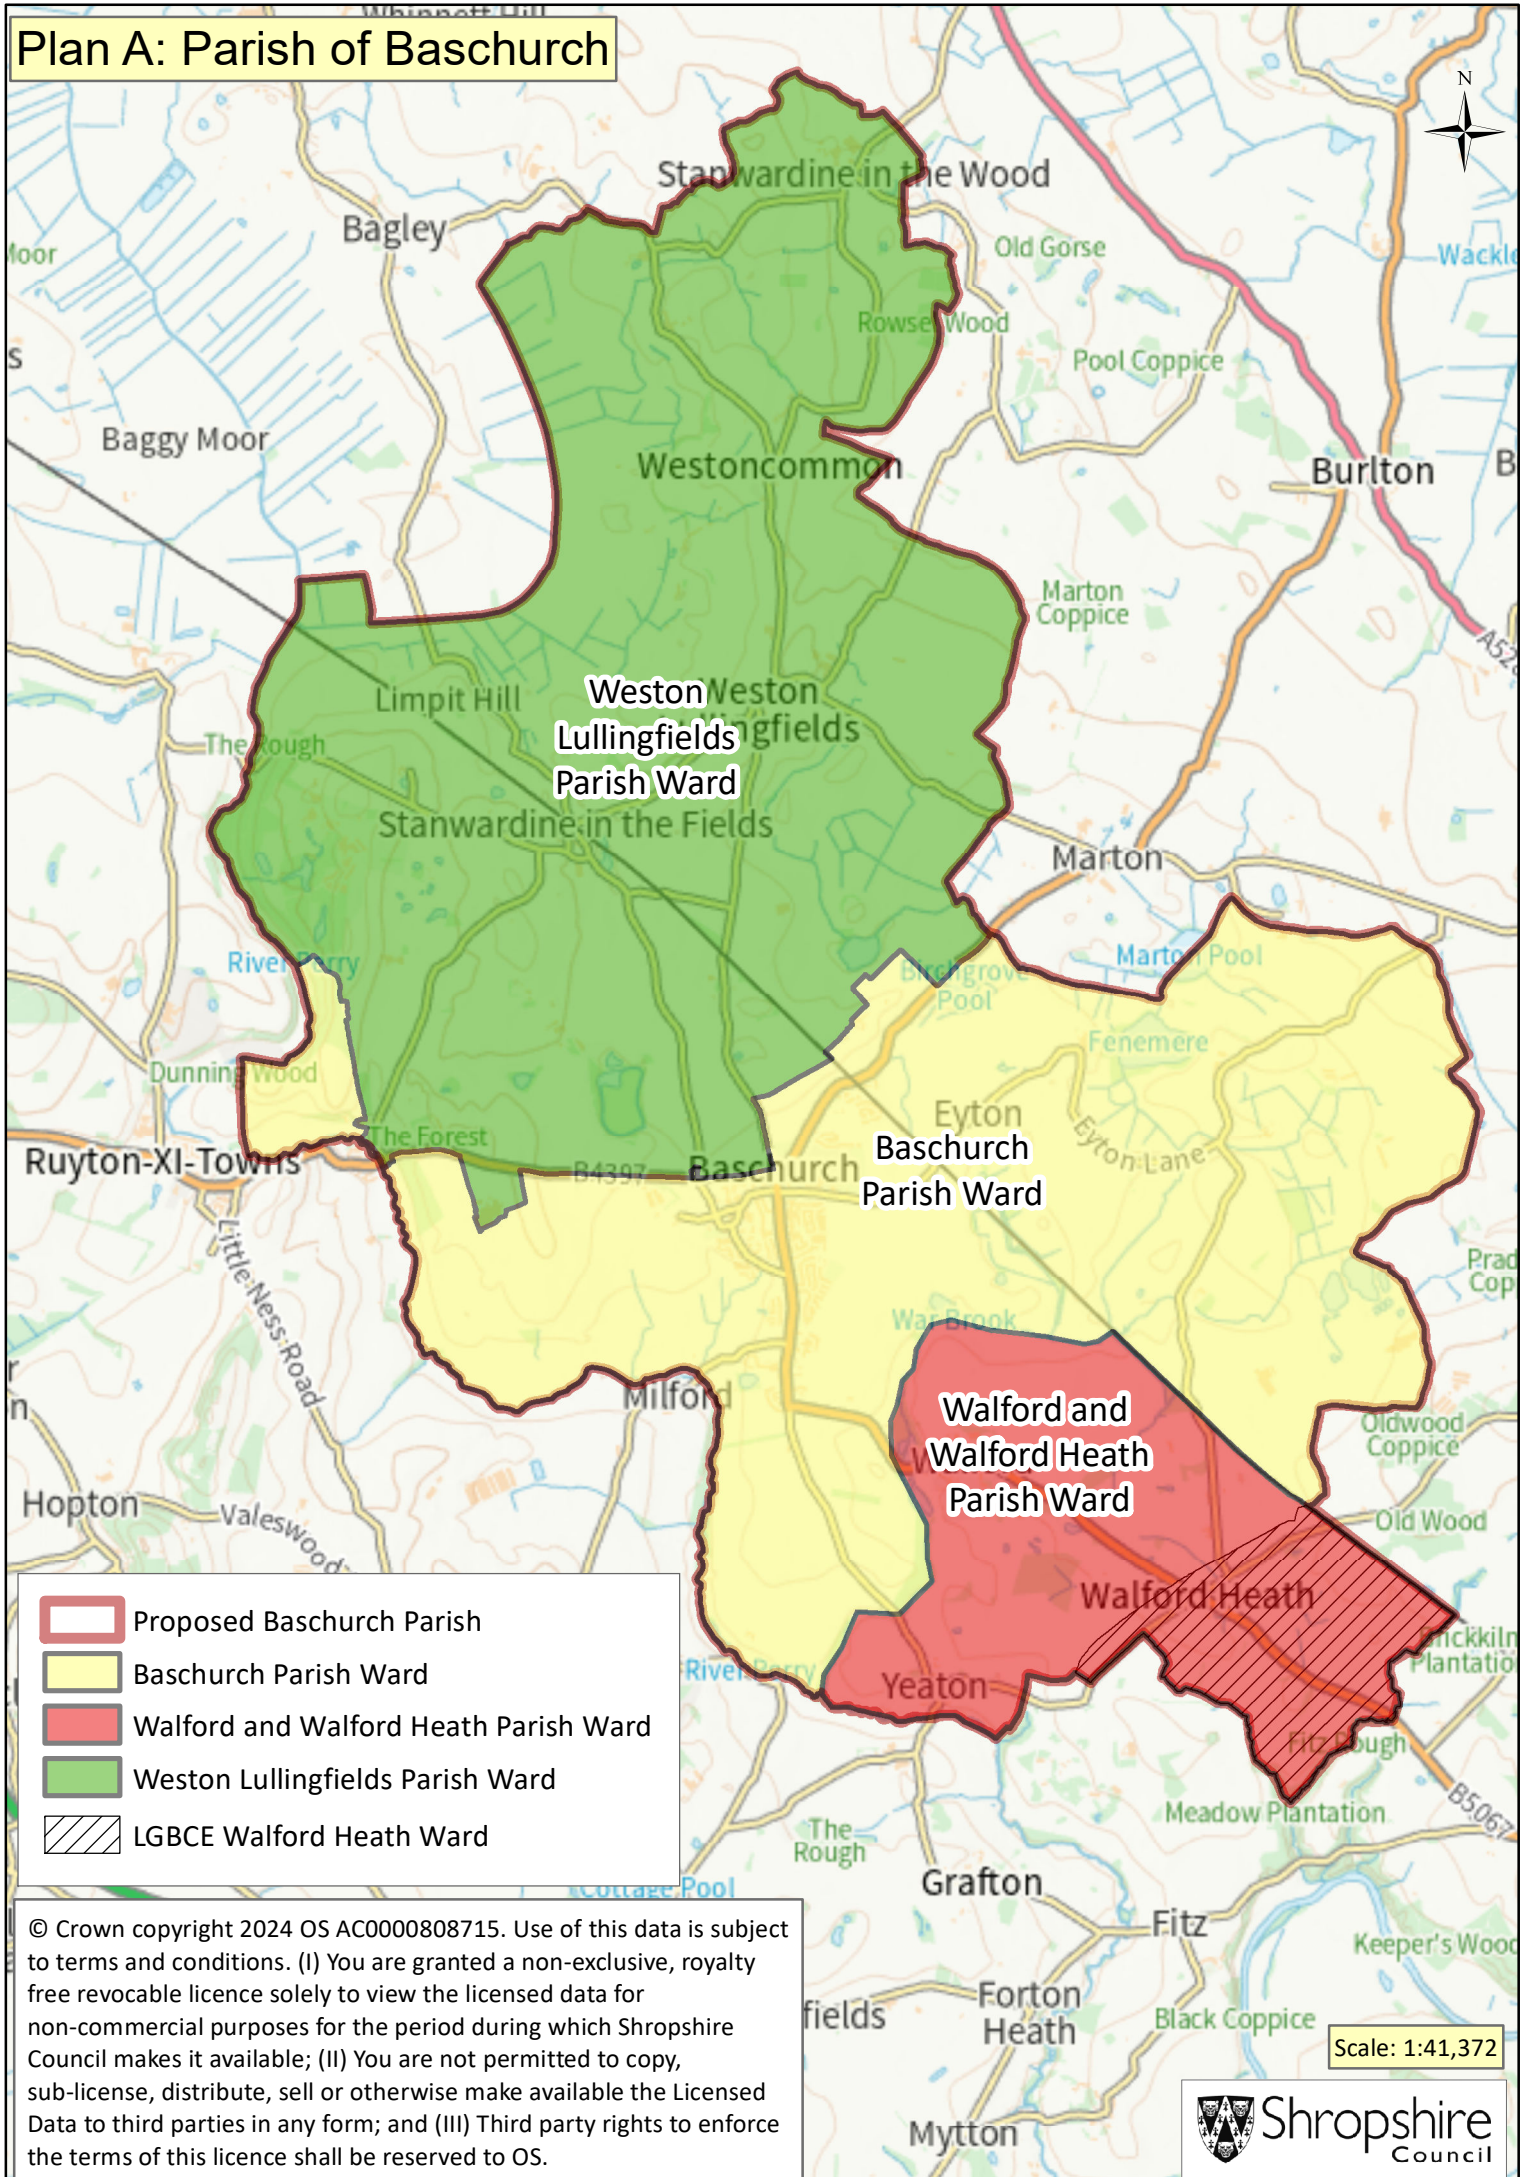 Whinnett Hill
Plan A: Parish of Baschurch
N
Stanwardine in the Wood
Bagley
Moor
Old Gorse
Rowse Wood
Pool Coppice
Baggy Moor
Westoncommon
Burlton
Marton
Coppice
A528
Limpit Hill
Weston
Lullingfields
Parish Ward
Weston
The Rough
Stanwardine in the Fields
Marton
River Perry
Birchgrove
Pool
Marton Pool
Fenemere
Dunning Wood
Eyton
Eyton Lane
The Forest
Ruyton-XI-Towns
B4397
Baschurch
Baschurch
Parish Ward
Little Ness Road
War Brook
Milford
Walford and
Walford Heath
Parish Ward
Oldwood
Coppice
Hopton
Valeswood
Old Wood
Walford Heath
Brickkiln
Plantation
River Perry
Yeaton
Fitz Rough
B5067
Meadow Plantation
The
Rough
Grafton
Cottage Pool
Fitz
Keeper's Wood
Forton
Heath
fields
Black Coppice
Mytton
Proposed Baschurch Parish
Baschurch Parish Ward
Walford and Walford Heath Parish Ward
Weston Lullingfields Parish Ward
LGBCE Walford Heath Ward
© Crown copyright 2024 OS AC0000808715. Use of this data is subject
to terms and conditions. (I) You are granted a non-exclusive, royalty
free revocable licence solely to view the licensed data for
non-commercial purposes for the period during which Shropshire
Council makes it available; (II) You are not permitted to copy,
sub-license, distribute, sell or otherwise make available the Licensed
Data to third parties in any form; and (III) Third party rights to enforce
the terms of this licence shall be reserved to OS.
Scale: 1:41,372
Shropshire
Council